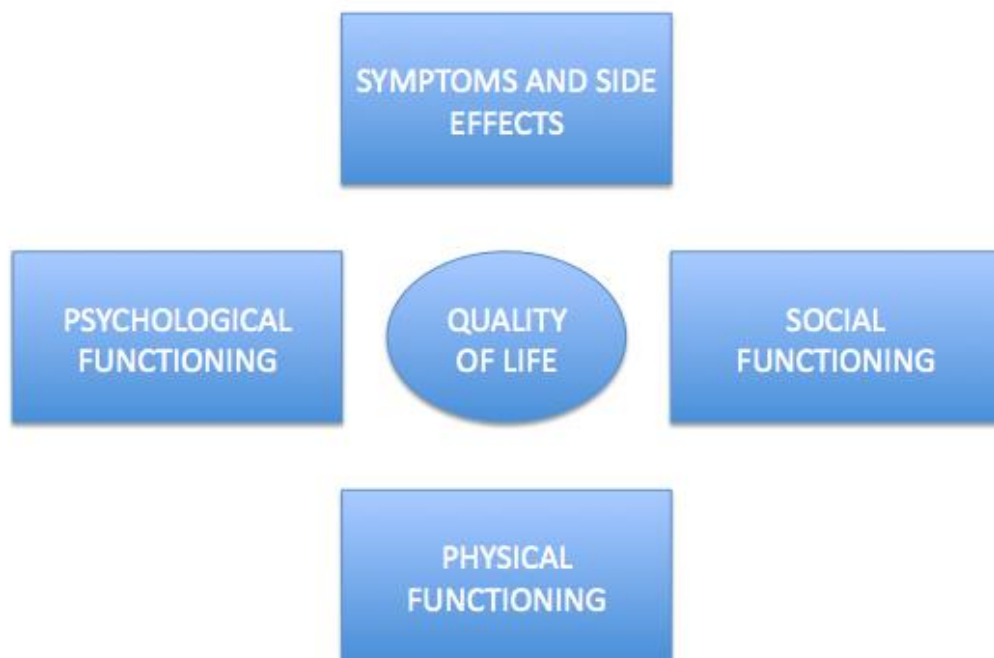 SYMPTOMS AND SIDE
EFFECTS
PSYCHOLOGICAL
FUNCTIONING
QUALITY
OF LIFE
SOCIAL
FUNCTIONING
PHYSICAL
FUNCTIONING